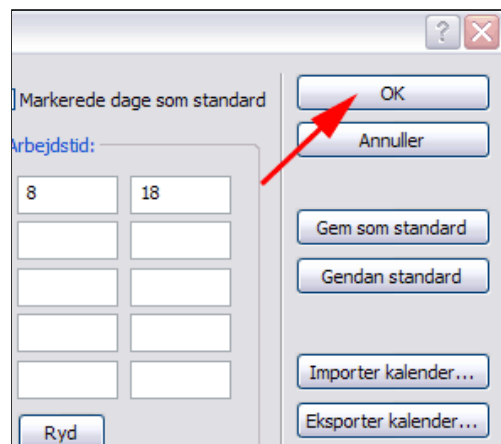 ?
Markerede dage som standard
Arbejdstid:
8 18
Ryd
OK
Annuller
Gem som standard
Gendan standard
Importer kalender...
Eksporter kalender...